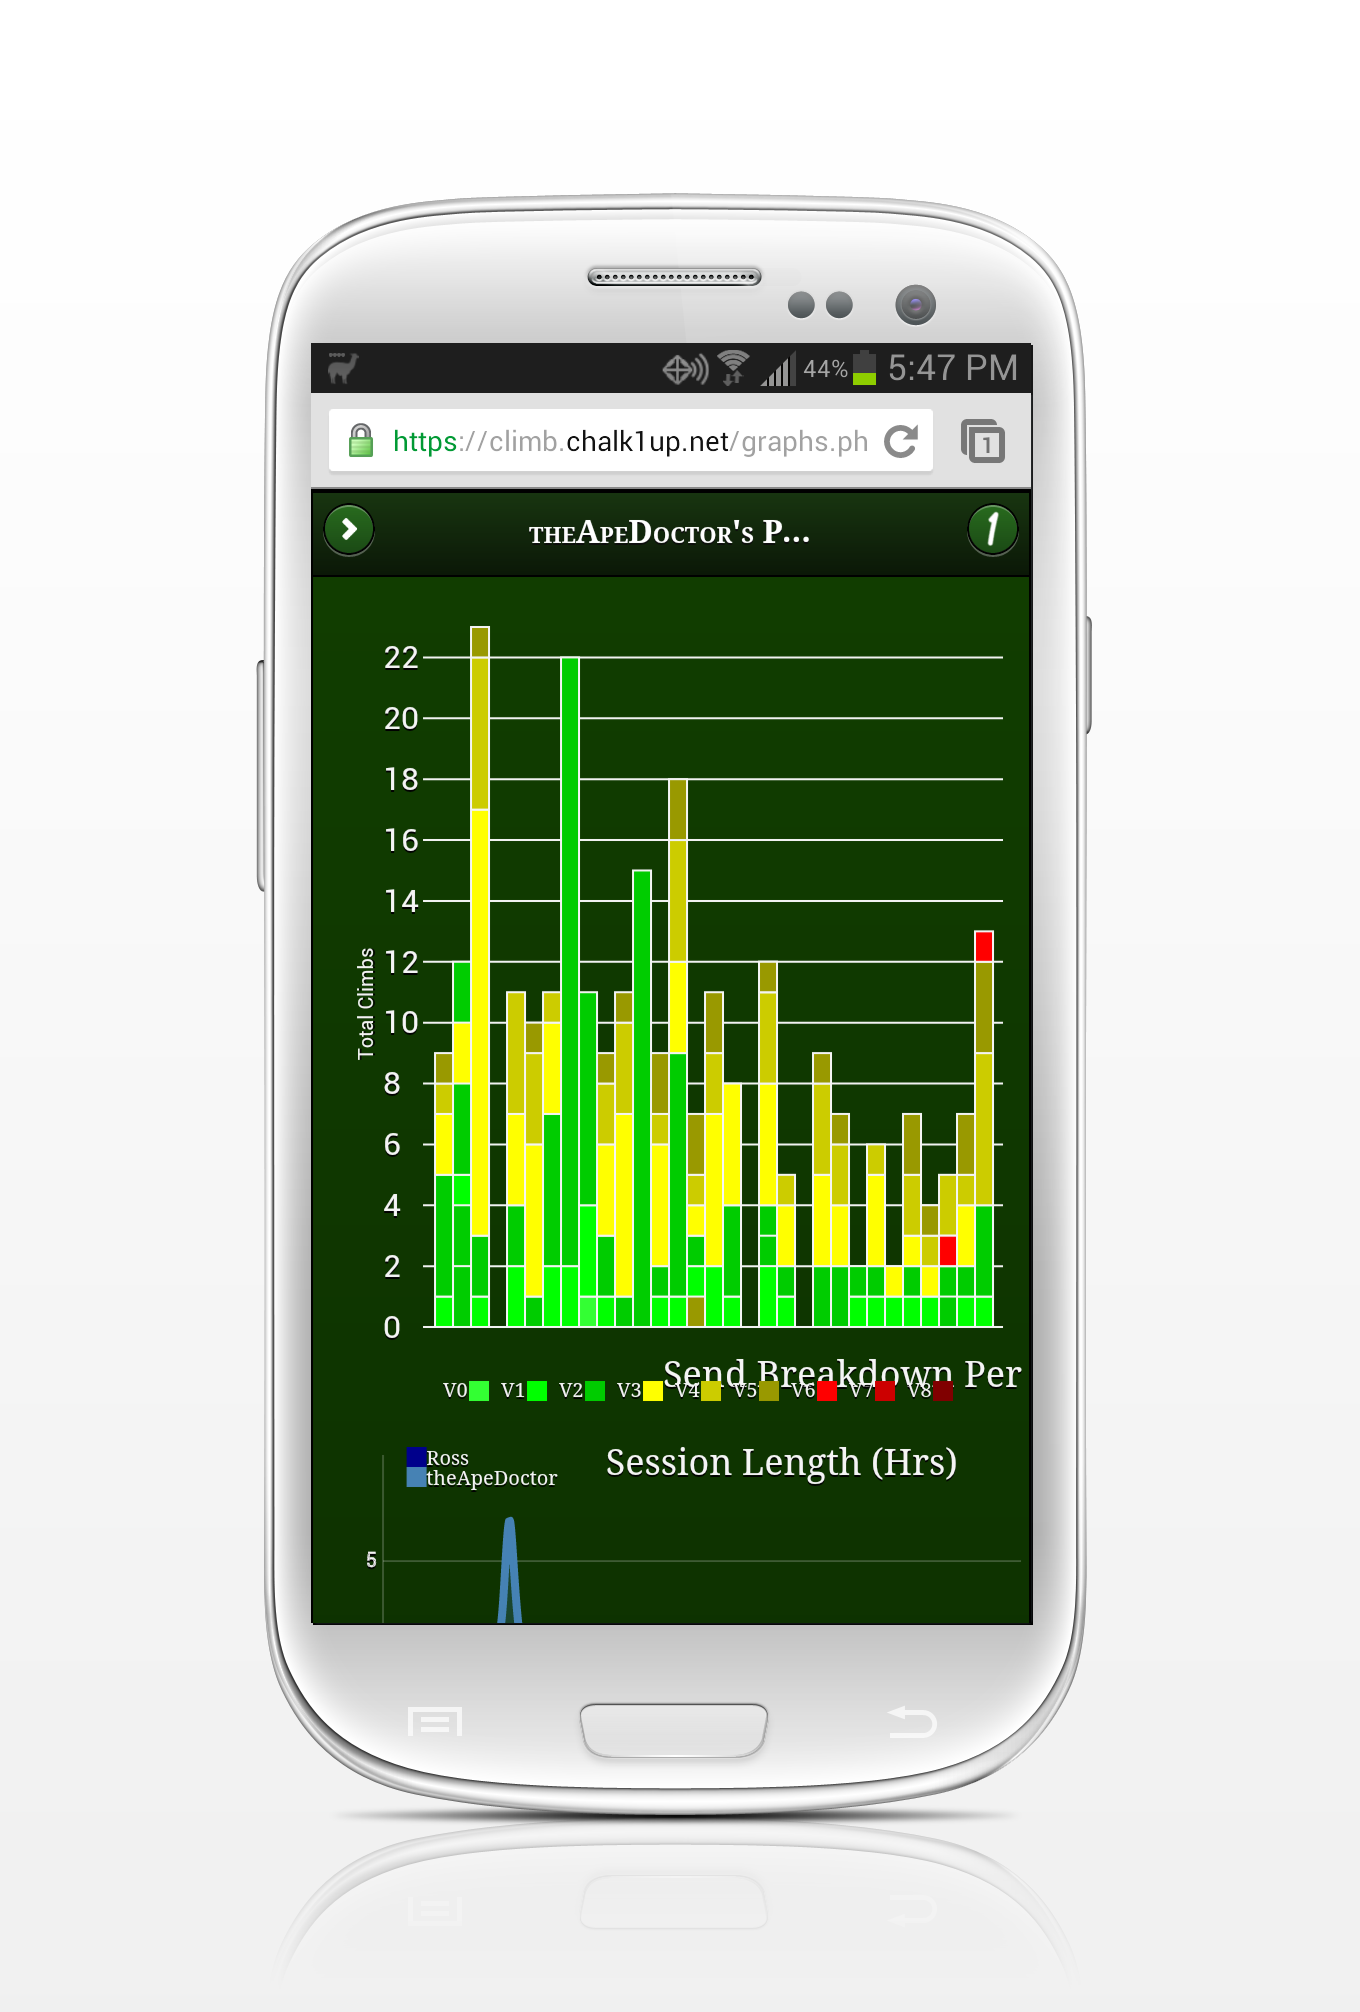 44% 5:47 PM
https://climb.chalk1up.net/graphs.ph
1
THEAPEDOCTOR'S P...
1
22
20
18
16
14
12
10
8
6
4
2
0
Total Climbs
Send Breakdown Per
V0 V1 V2 V3 V4 V5 V6 V7 V8
Ross
theApeDoctor
Session Length (Hrs)
5